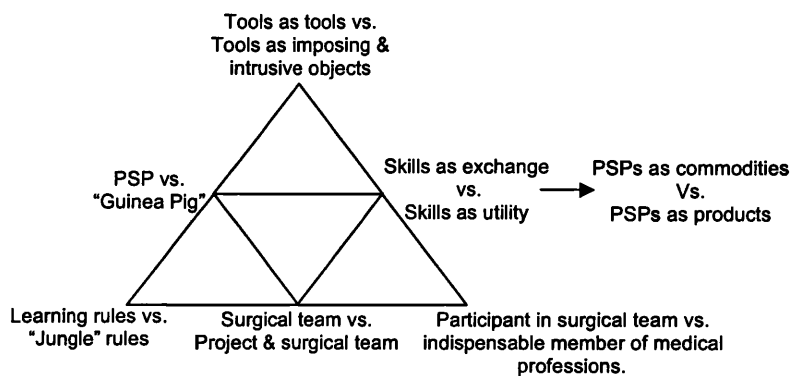 Tools as tools vs.
Tools as imposing &
intrusive objects
PSP vs.
“Guinea Pig”
Skills as exchange
vs.
Skills as utility
PSPs as commodities
Vs.
PSPs as products
Learning rules vs.
“Jungle” rules
Surgical team vs.
Project & surgical team
Participant in surgical team vs.
indispensable member of medical
professions.